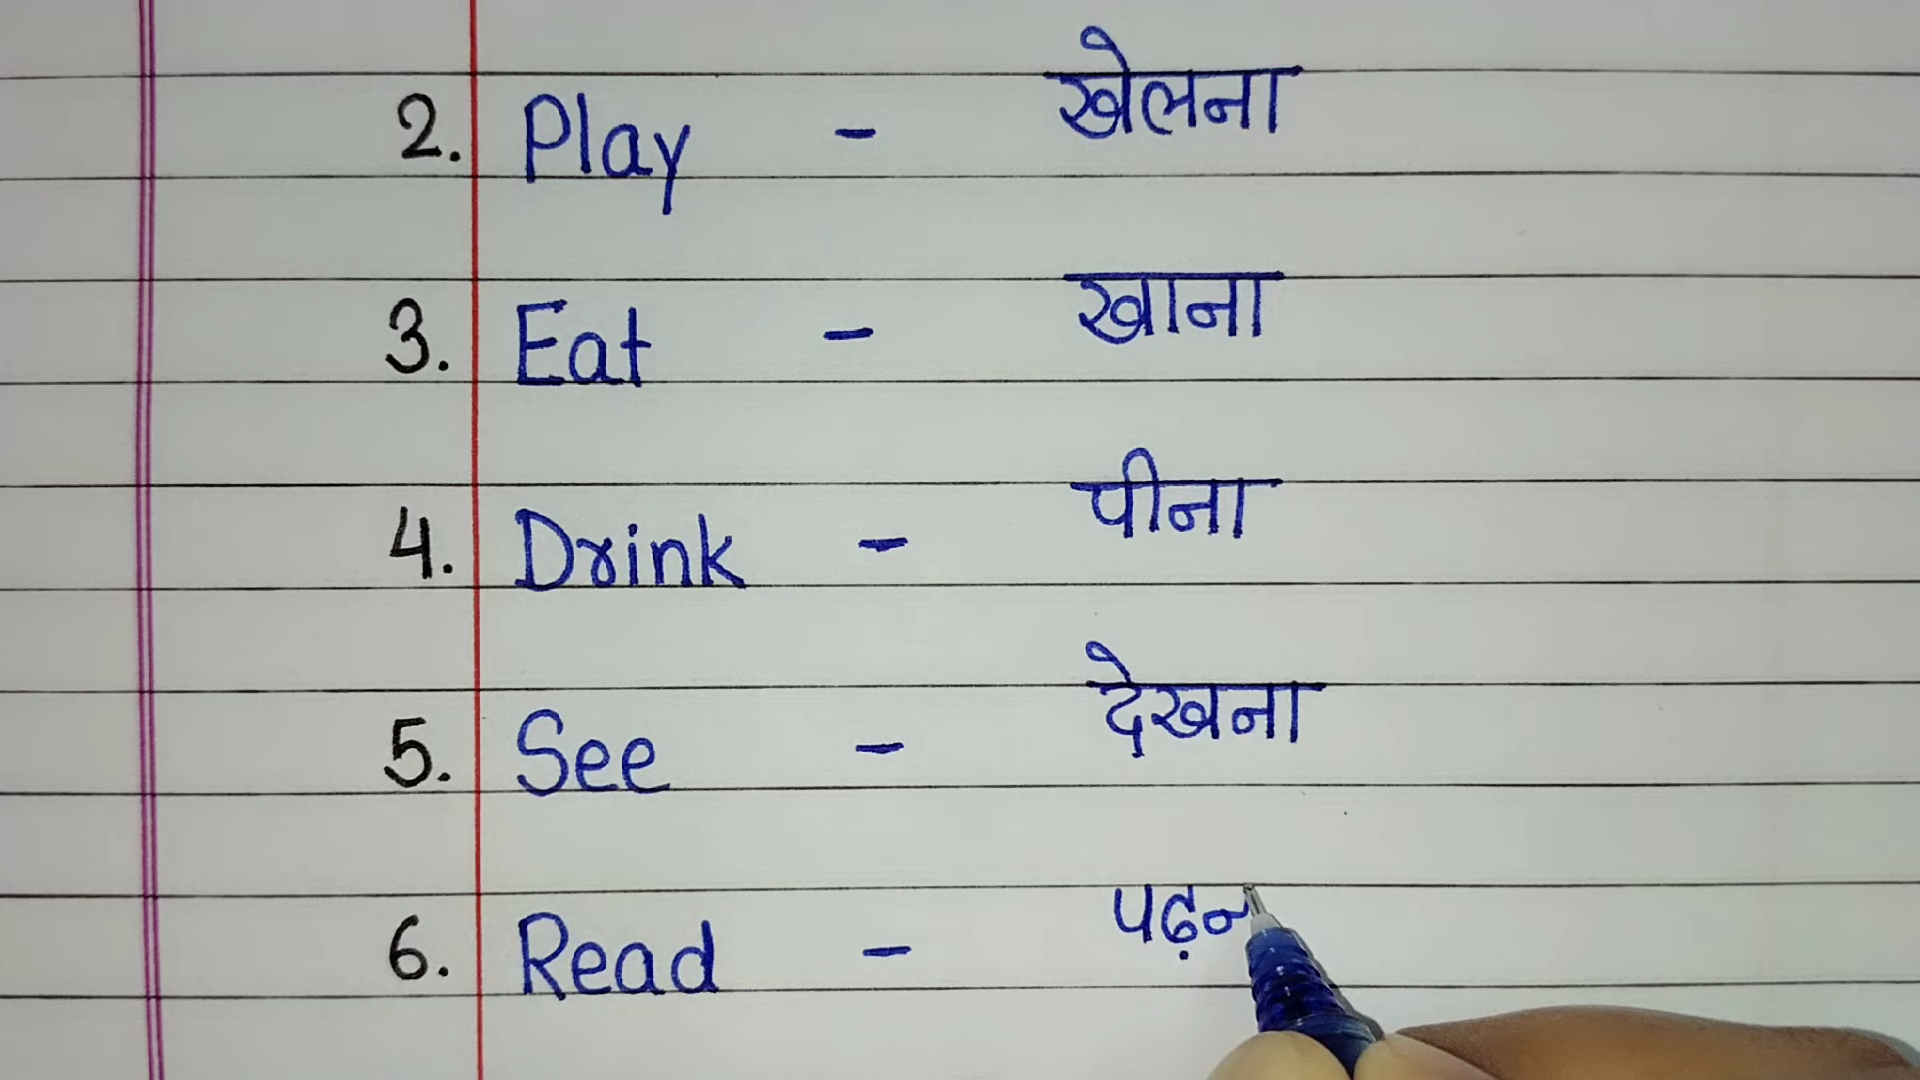 2. Play - खेलना
3. Eat - खाना
4. Drink - पीना
5. See - देखना
6. Read - पढ़न